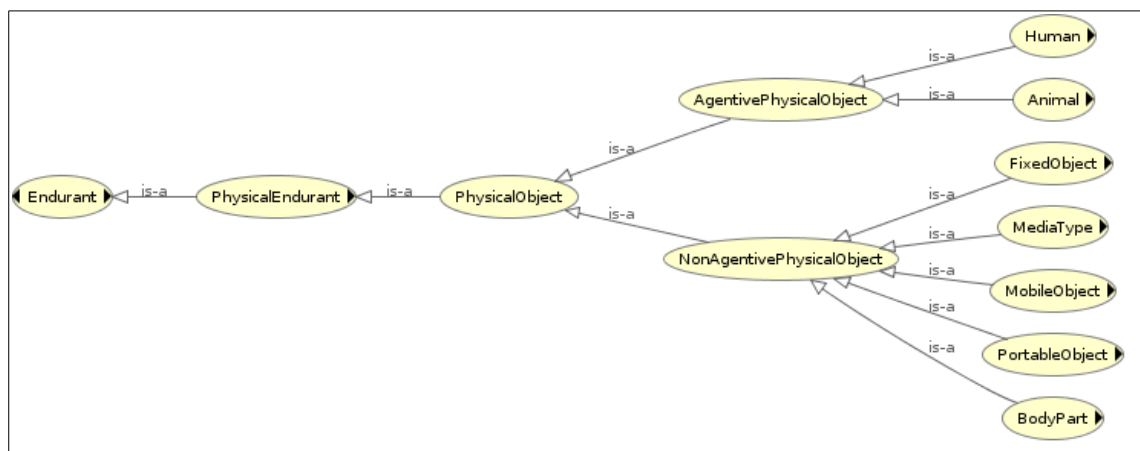 Human
is-a
AgentivePhysicalObject
is-a
Animal
is-a
FixedObject
is-a
Endurant
is-a
PhysicalEndurant
is-a
PhysicalObject
is-a
is-a
MediaType
NonAgentivePhysicalObject
is-a
MobileObject
is-a
PortableObject
is-a
BodyPart